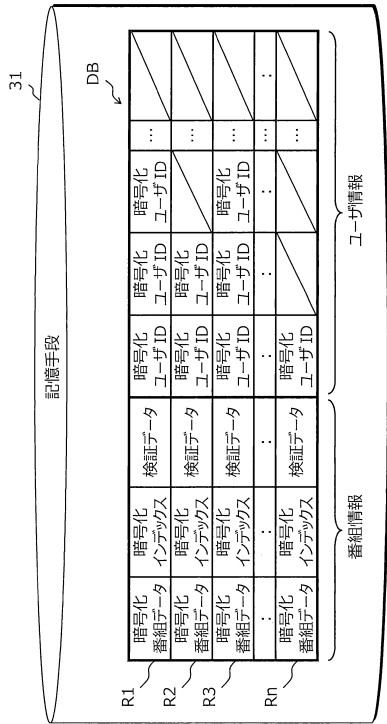 記憶手段
31
DB
R1 暗号化番組データ 暗号化インデックス 検証データ 暗号化ユーザID 暗号化ユーザID 暗号化ユーザID …
R2 暗号化番組データ 暗号化インデックス 検証データ 暗号化ユーザID 暗号化ユーザID …
R3 暗号化番組データ 暗号化インデックス 検証データ 暗号化ユーザID 暗号化ユーザID 暗号化ユーザID …
: : : : : : … :
Rn 暗号化番組データ 暗号化インデックス 検証データ 暗号化ユーザID …
番組情報 ユーザ情報